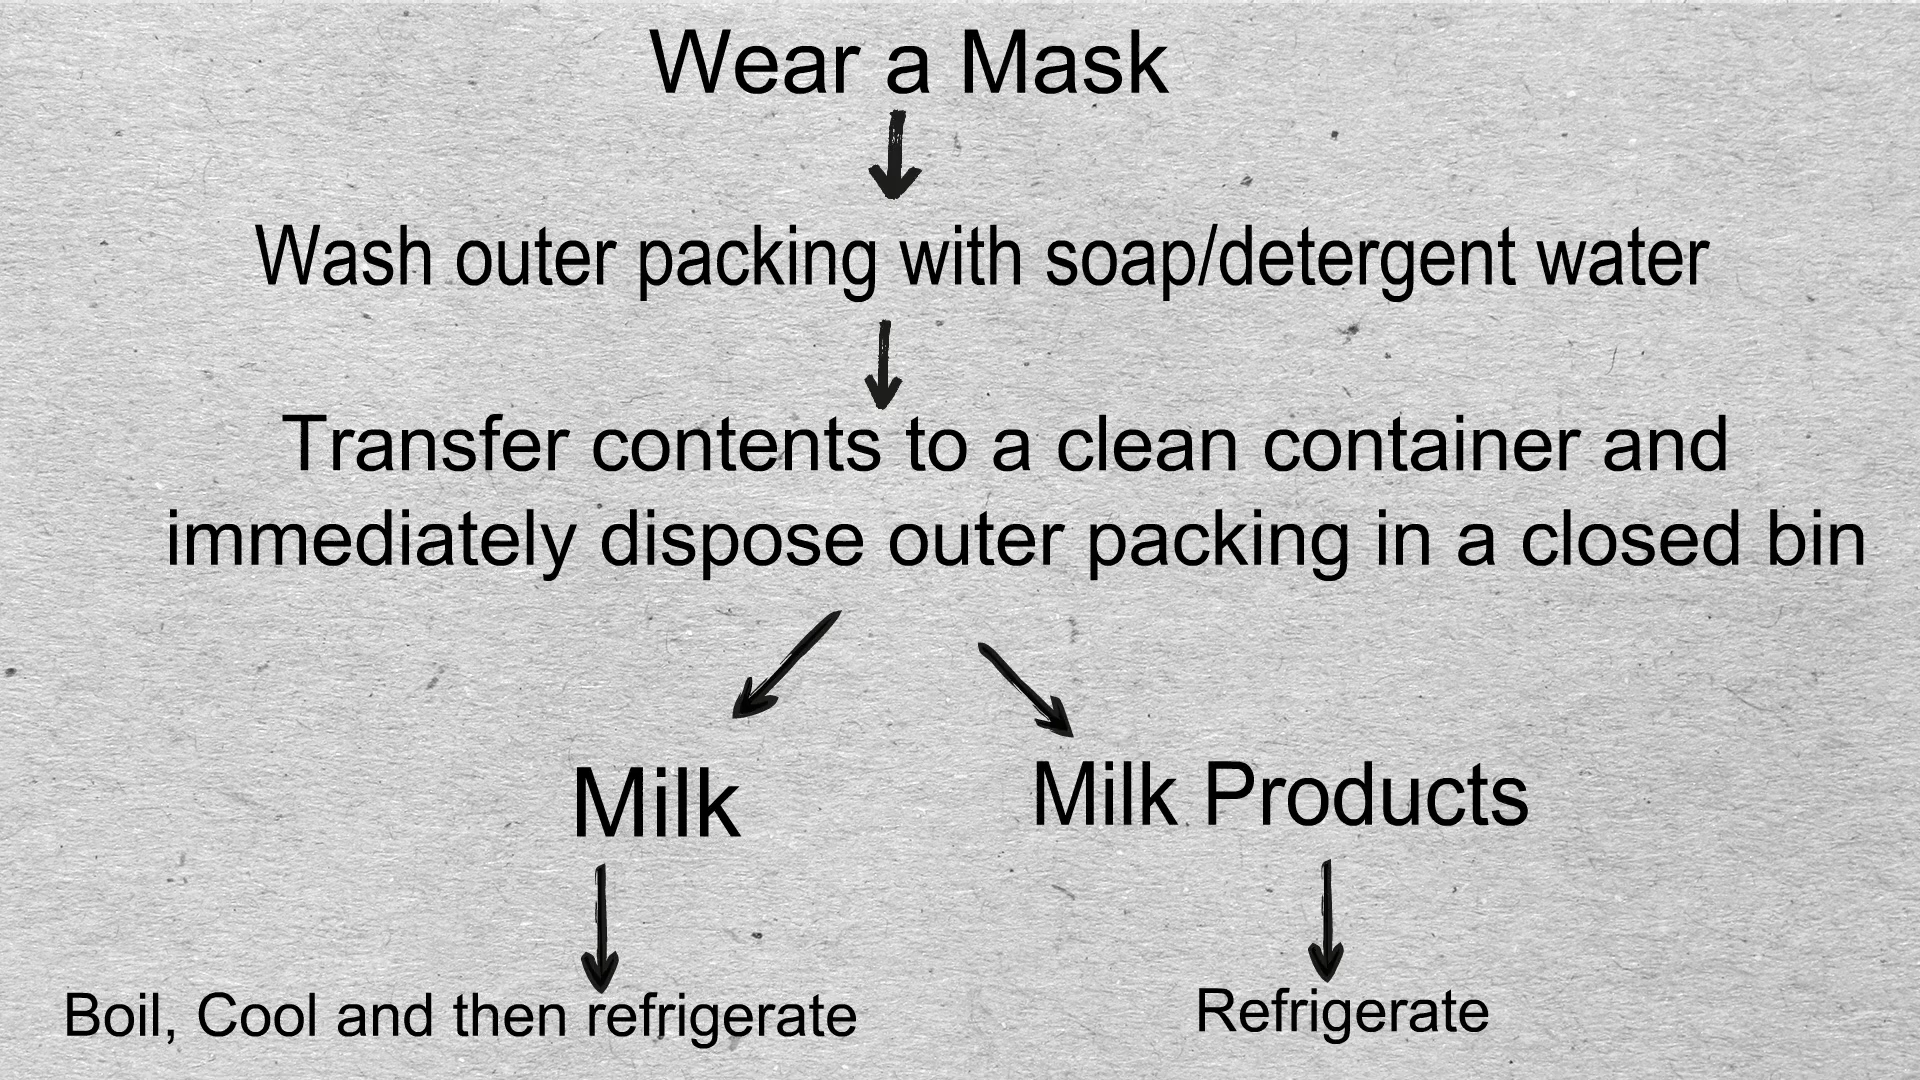 Wear a Mask
Wash outer packing with soap/detergent water
Transfer contents to a clean container and
immediately dispose outer packing in a closed bin
Milk
Milk Products
Boil, Cool and then refrigerate
Refrigerate